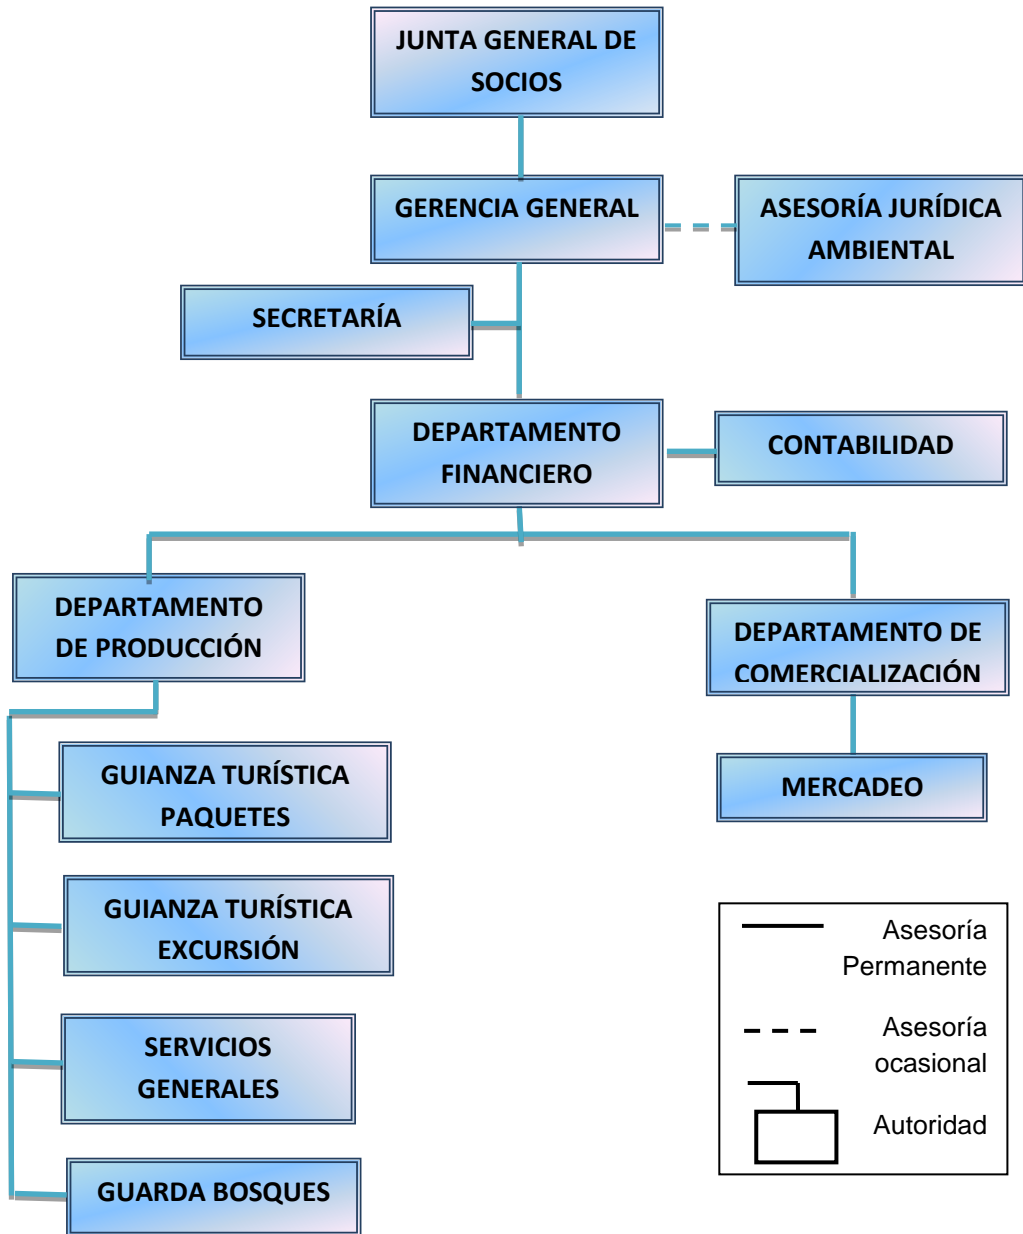 JUNTA GENERAL DE
SOCIOS
GERENCIA GENERAL
ASESORÍA JURÍDICA
AMBIENTAL
SECRETARÍA
DEPARTAMENTO
FINANCIERO
CONTABILIDAD
DEPARTAMENTO
DE PRODUCCIÓN
DEPARTAMENTO DE
COMERCIALIZACIÓN
GUIANZA TURÍSTICA
PAQUETES
MERCADEO
GUIANZA TURÍSTICA
EXCURSIÓN
SERVICIOS
GENERALES
GUARDA BOSQUES
Asesoría
Permanente
Asesoría
ocasional
Autoridad